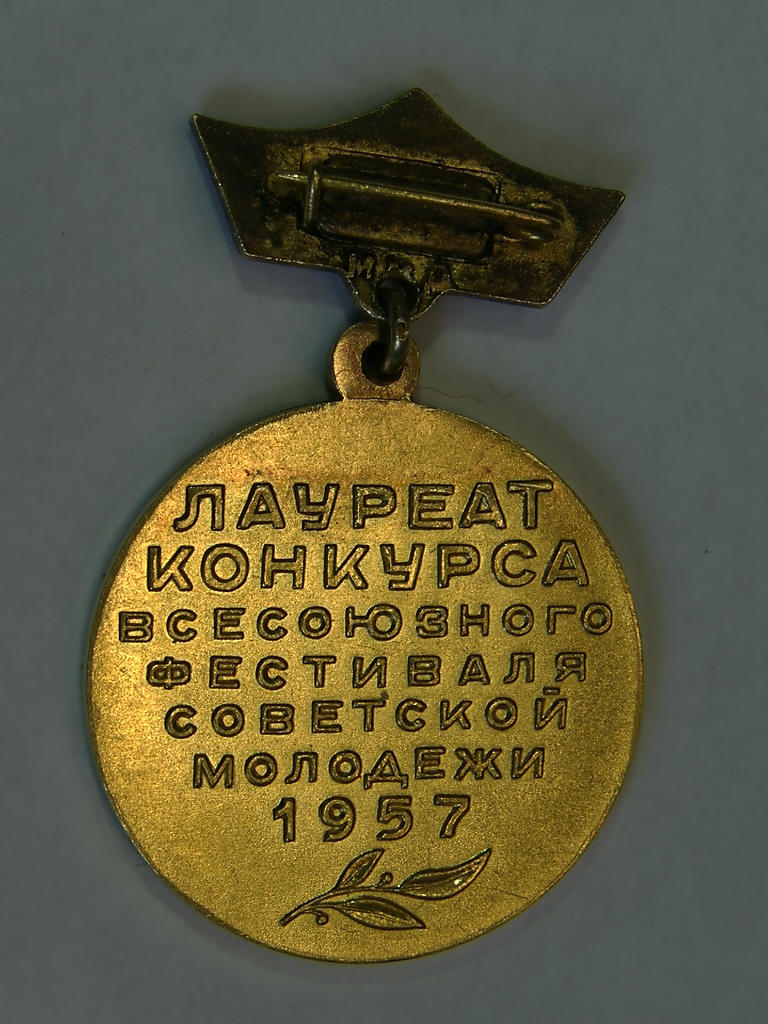 ЛАУРЕАТ
КОНКУРСА
ВСЕСОЮЗНОГО
ФЕСТИВАЛЯ
СОВЕТСКОЙ
МОЛОДЕЖИ
1957